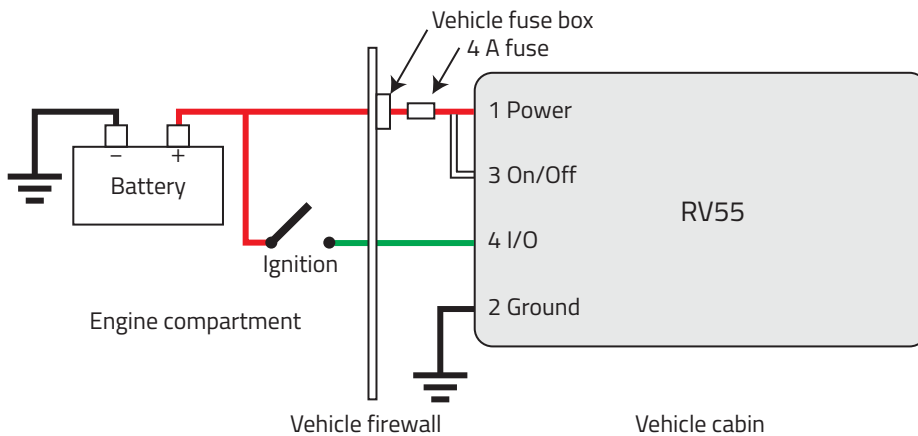 Vehicle fuse box
4 A fuse
1 Power
– +
Battery
3 On/Off
RV55
4 I/O
Ignition
2 Ground
Engine compartment
Vehicle firewall
Vehicle cabin